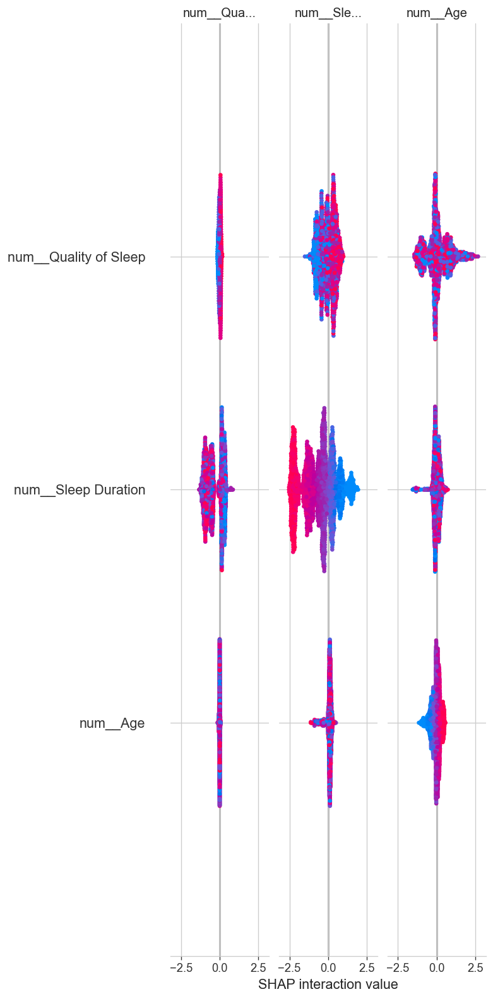 num__Qua... num__Sle... num__Age
num__Quality of Sleep
num__Sleep Duration
num__Age
−2.5 0.0 2.5 −2.5 0.0 2.5 −2.5 0.0 2.5
SHAP interaction value